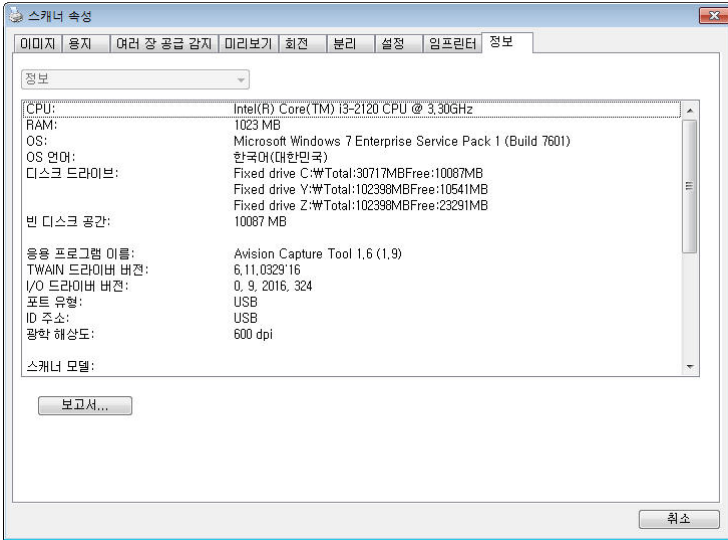 스캐너 속성
이미지 용지 여러 장 공급 감지 미리보기 회전 분리 설정 임프린터 정보
정보
CPU: Intel(R) Core(TM) i3-2120 CPU @ 3,30GHz
RAM: 1023 MB
OS: Microsoft Windows 7 Enterprise Service Pack 1 (Build 7601)
OS 언어: 한국어(대한민국)
디스크 드라이브: Fixed drive C:₩Total:30717MBFree:10087MB
Fixed drive Y:₩Total:102398MBFree:10541MB
Fixed drive Z:₩Total:102398MBFree:23291MB
빈 디스크 공간: 10087 MB
응용 프로그램 이름: Avision Capture Tool 1,6 (1,9)
TWAIN 드라이버 버전: 6,11,0329'16
I/O 드라이버 버전: 0, 9, 2016, 324
포트 유형: USB
ID 주소: USB
광학 해상도: 600 dpi
스캐너 모델:
보고서...
취소